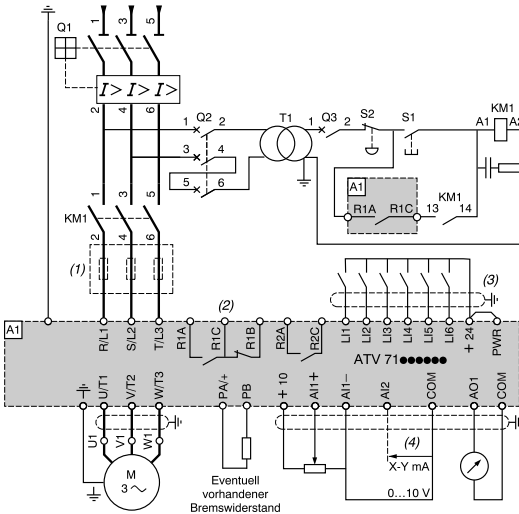 1 3 5
Q1
I> I> I>
2 4 6
1 Q2 2
3 4
5 6
T1
1 Q3 2
S2
S1
KM1
A1 A2
A1
R1A R1C
KM1
13 14
1 3 5
KM1
2 4 6
(1)
(2)
(3)
A1
R/L1 S/L2 T/L3 R1A R1C R1B R2A R2C LI1 LI2 LI3 LI4 LI5 LI6 + 24 PWR
ATV 71●●●●●●
U/T1 V/T2 W/T3 PA/+ PB + 10 AI1+ AI1– AI2 COM AO1 COM
U1 V1 W1
M
3 ~
Eventuell
vorhandener
Bremswiderstand
(4)
X-Y mA
0…10 V